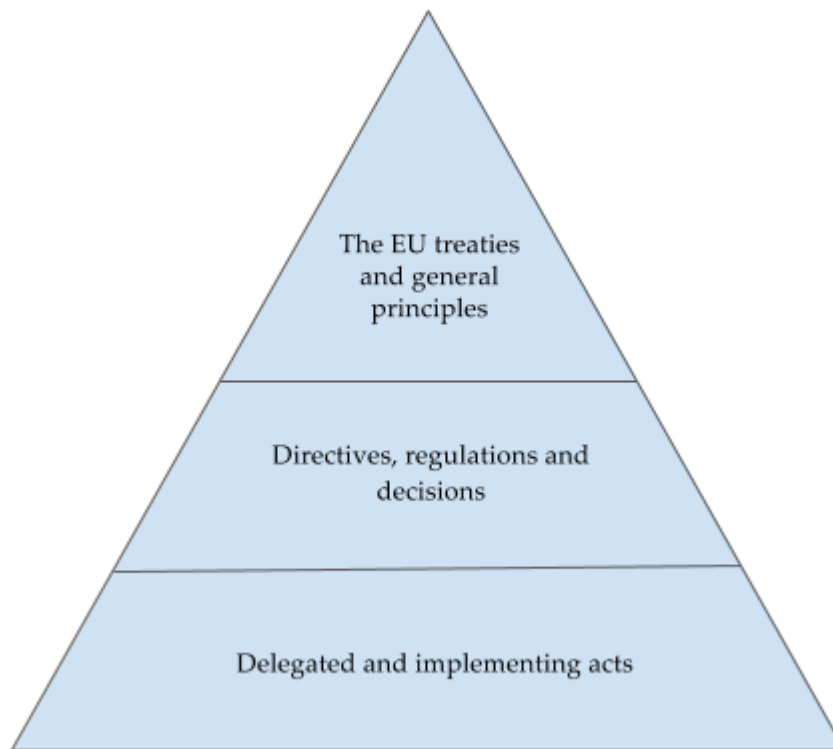 The EU treaties
and general
principles
Directives, regulations and
decisions
Delegated and implementing acts